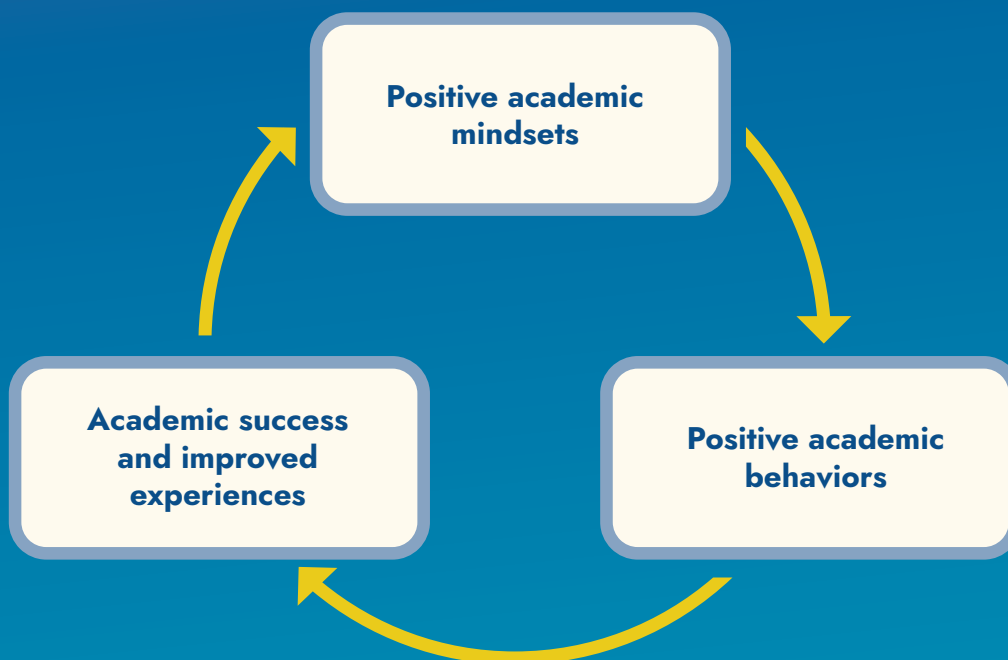 Positive academic
mindsets
Academic success
and improved
experiences
Positive academic
behaviors